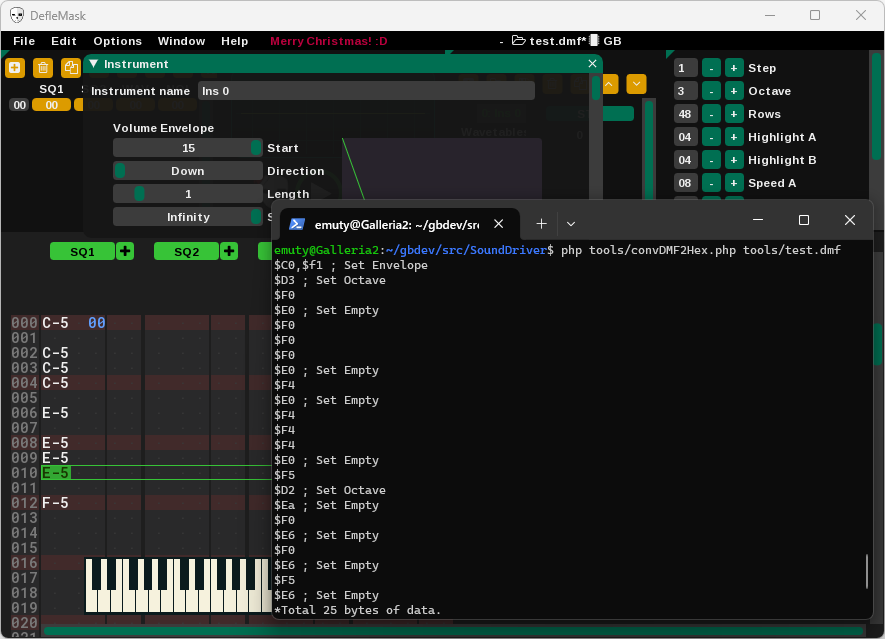 DefleMask
File Edit Options Window Help Merry Christmas! :D - test.dmf* GB
Instrument
SQ1
00 00
Instrument name Ins 0
Volume Envelope
15 Start
Down Direction
1 Length
Infinity S
Wavetable: 0
1 - + Step
3 - + Octave
48 - + Rows
04 - + Highlight A
04 - + Highlight B
08 - + Speed A
SQ1 + SQ2 +
000 C-5 00
001
002 C-5
003 C-5
004 C-5
005
006 E-5
007
008 E-5
009 E-5
010 E-5
011
012 F-5
013
014
015
016
017
018
019
020
021
emuty@Galleria2: ~/gbdev/src
emuty@Galleria2:~/gbdev/src/SoundDriver$ php tools/convDMF2Hex.php tools/test.dmf
$C0,$f1 ; Set Envelope
$D3 ; Set Octave
$F0
$E0 ; Set Empty
$F0
$F0
$F0
$E0 ; Set Empty
$F4
$E0 ; Set Empty
$F4
$F4
$F4
$E0 ; Set Empty
$F5
$D2 ; Set Octave
$Ea ; Set Empty
$F0
$E6 ; Set Empty
$F0
$E6 ; Set Empty
$F5
$E6 ; Set Empty
*Total 25 bytes of data.